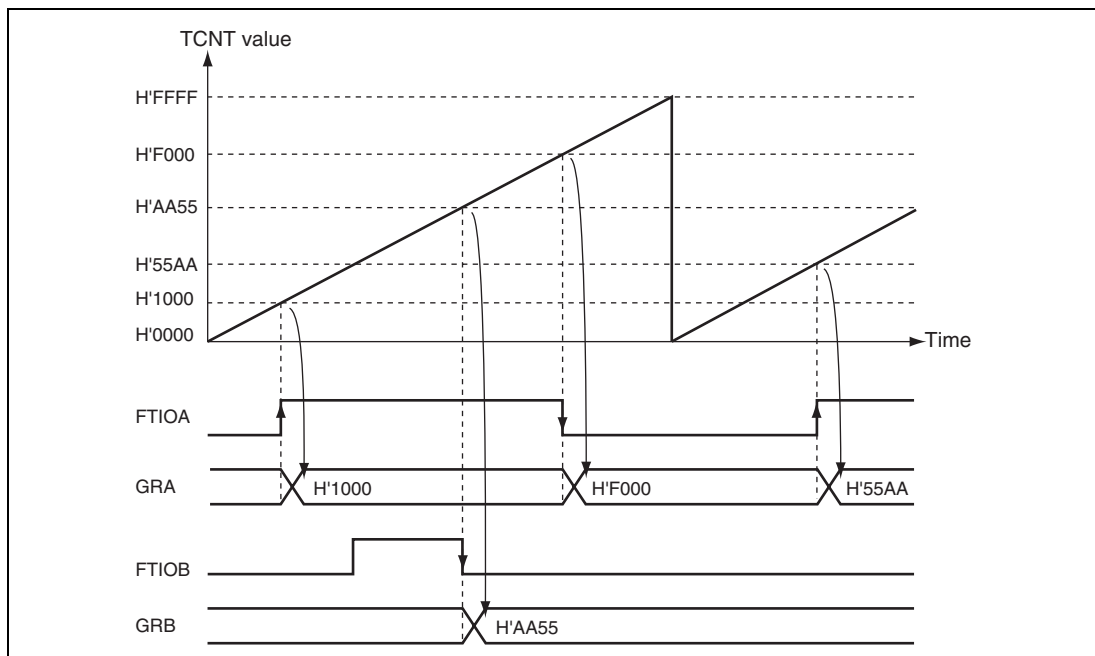 TCNT value
H'FFFF
H'F000
H'AA55
H'55AA
H'1000
H'0000
Time
FTIOA
GRA
H'1000
H'F000
H'55AA
FTIOB
GRB
H'AA55